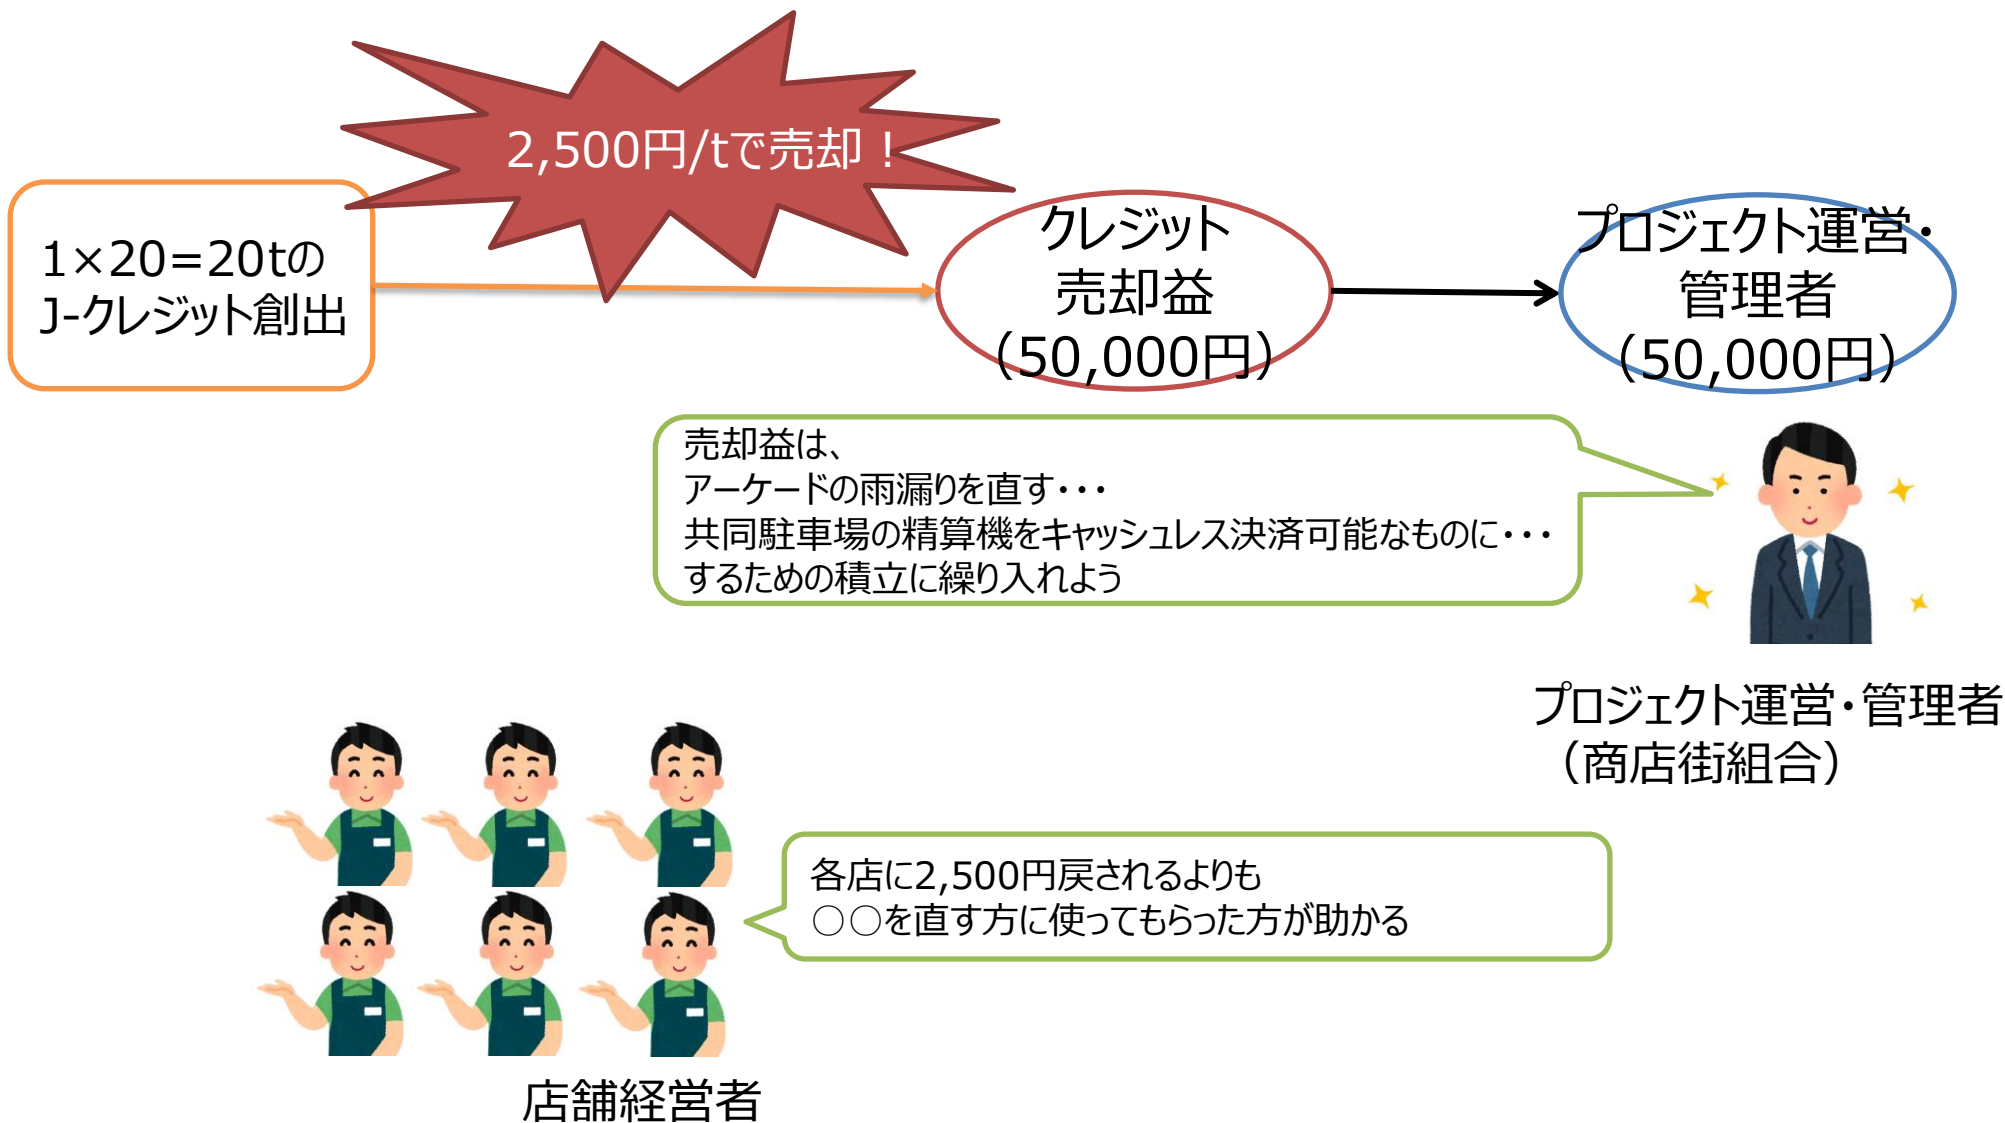 2,500円/tで売却！
1×20=20tの
J-クレジット創出
クレジット
売却益
（50,000円）
プロジェクト運営・
管理者
（50,000円）
売却益は、
アーケードの雨漏りを直す・・・
共同駐車場の精算機をキャッシュレス決済可能なものに・・・
するための積立に繰り入れよう
プロジェクト運営・管理者
（商店街組合）
各店に2,500円戻されるよりも
○○を直す方に使ってもらった方が助かる
店舗経営者